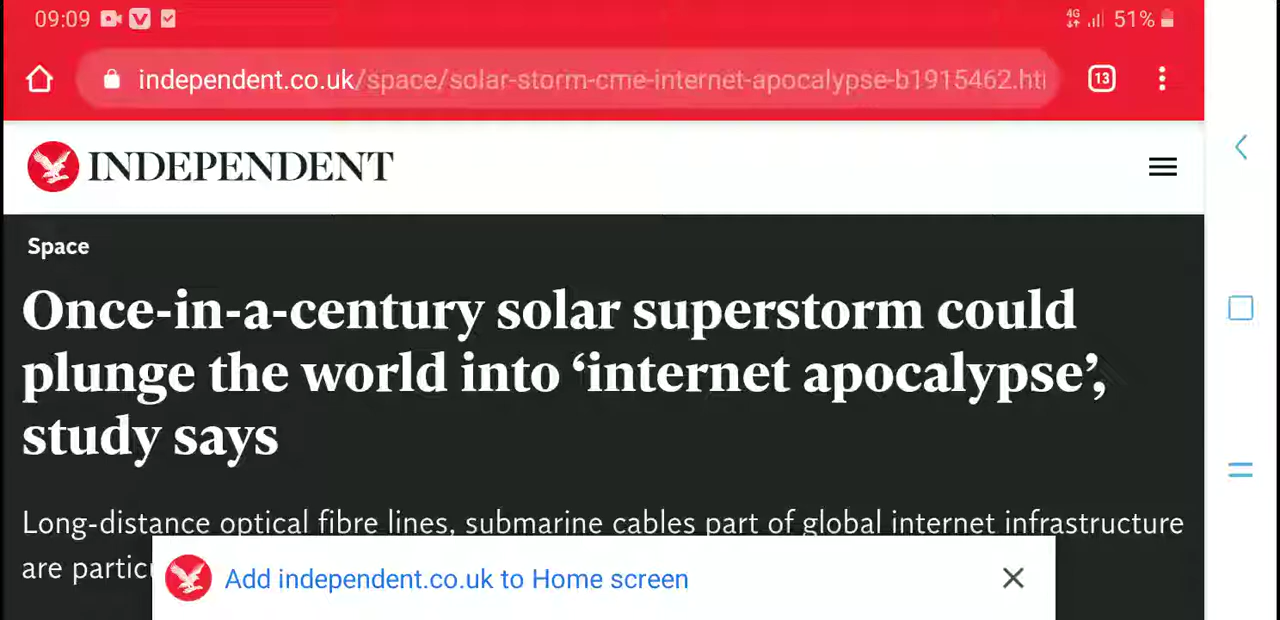 09:09
4G 51%
independent.co.uk/space/solar-storm-cme-internet-apocalypse-b1915462.ht
13
INDEPENDENT
Space
Once-in-a-century solar superstorm could
plunge the world into ‘internet apocalypse’,
study says
Long-distance optical fibre lines, submarine cables part of global internet infrastructure
are partic
Add independent.co.uk to Home screen